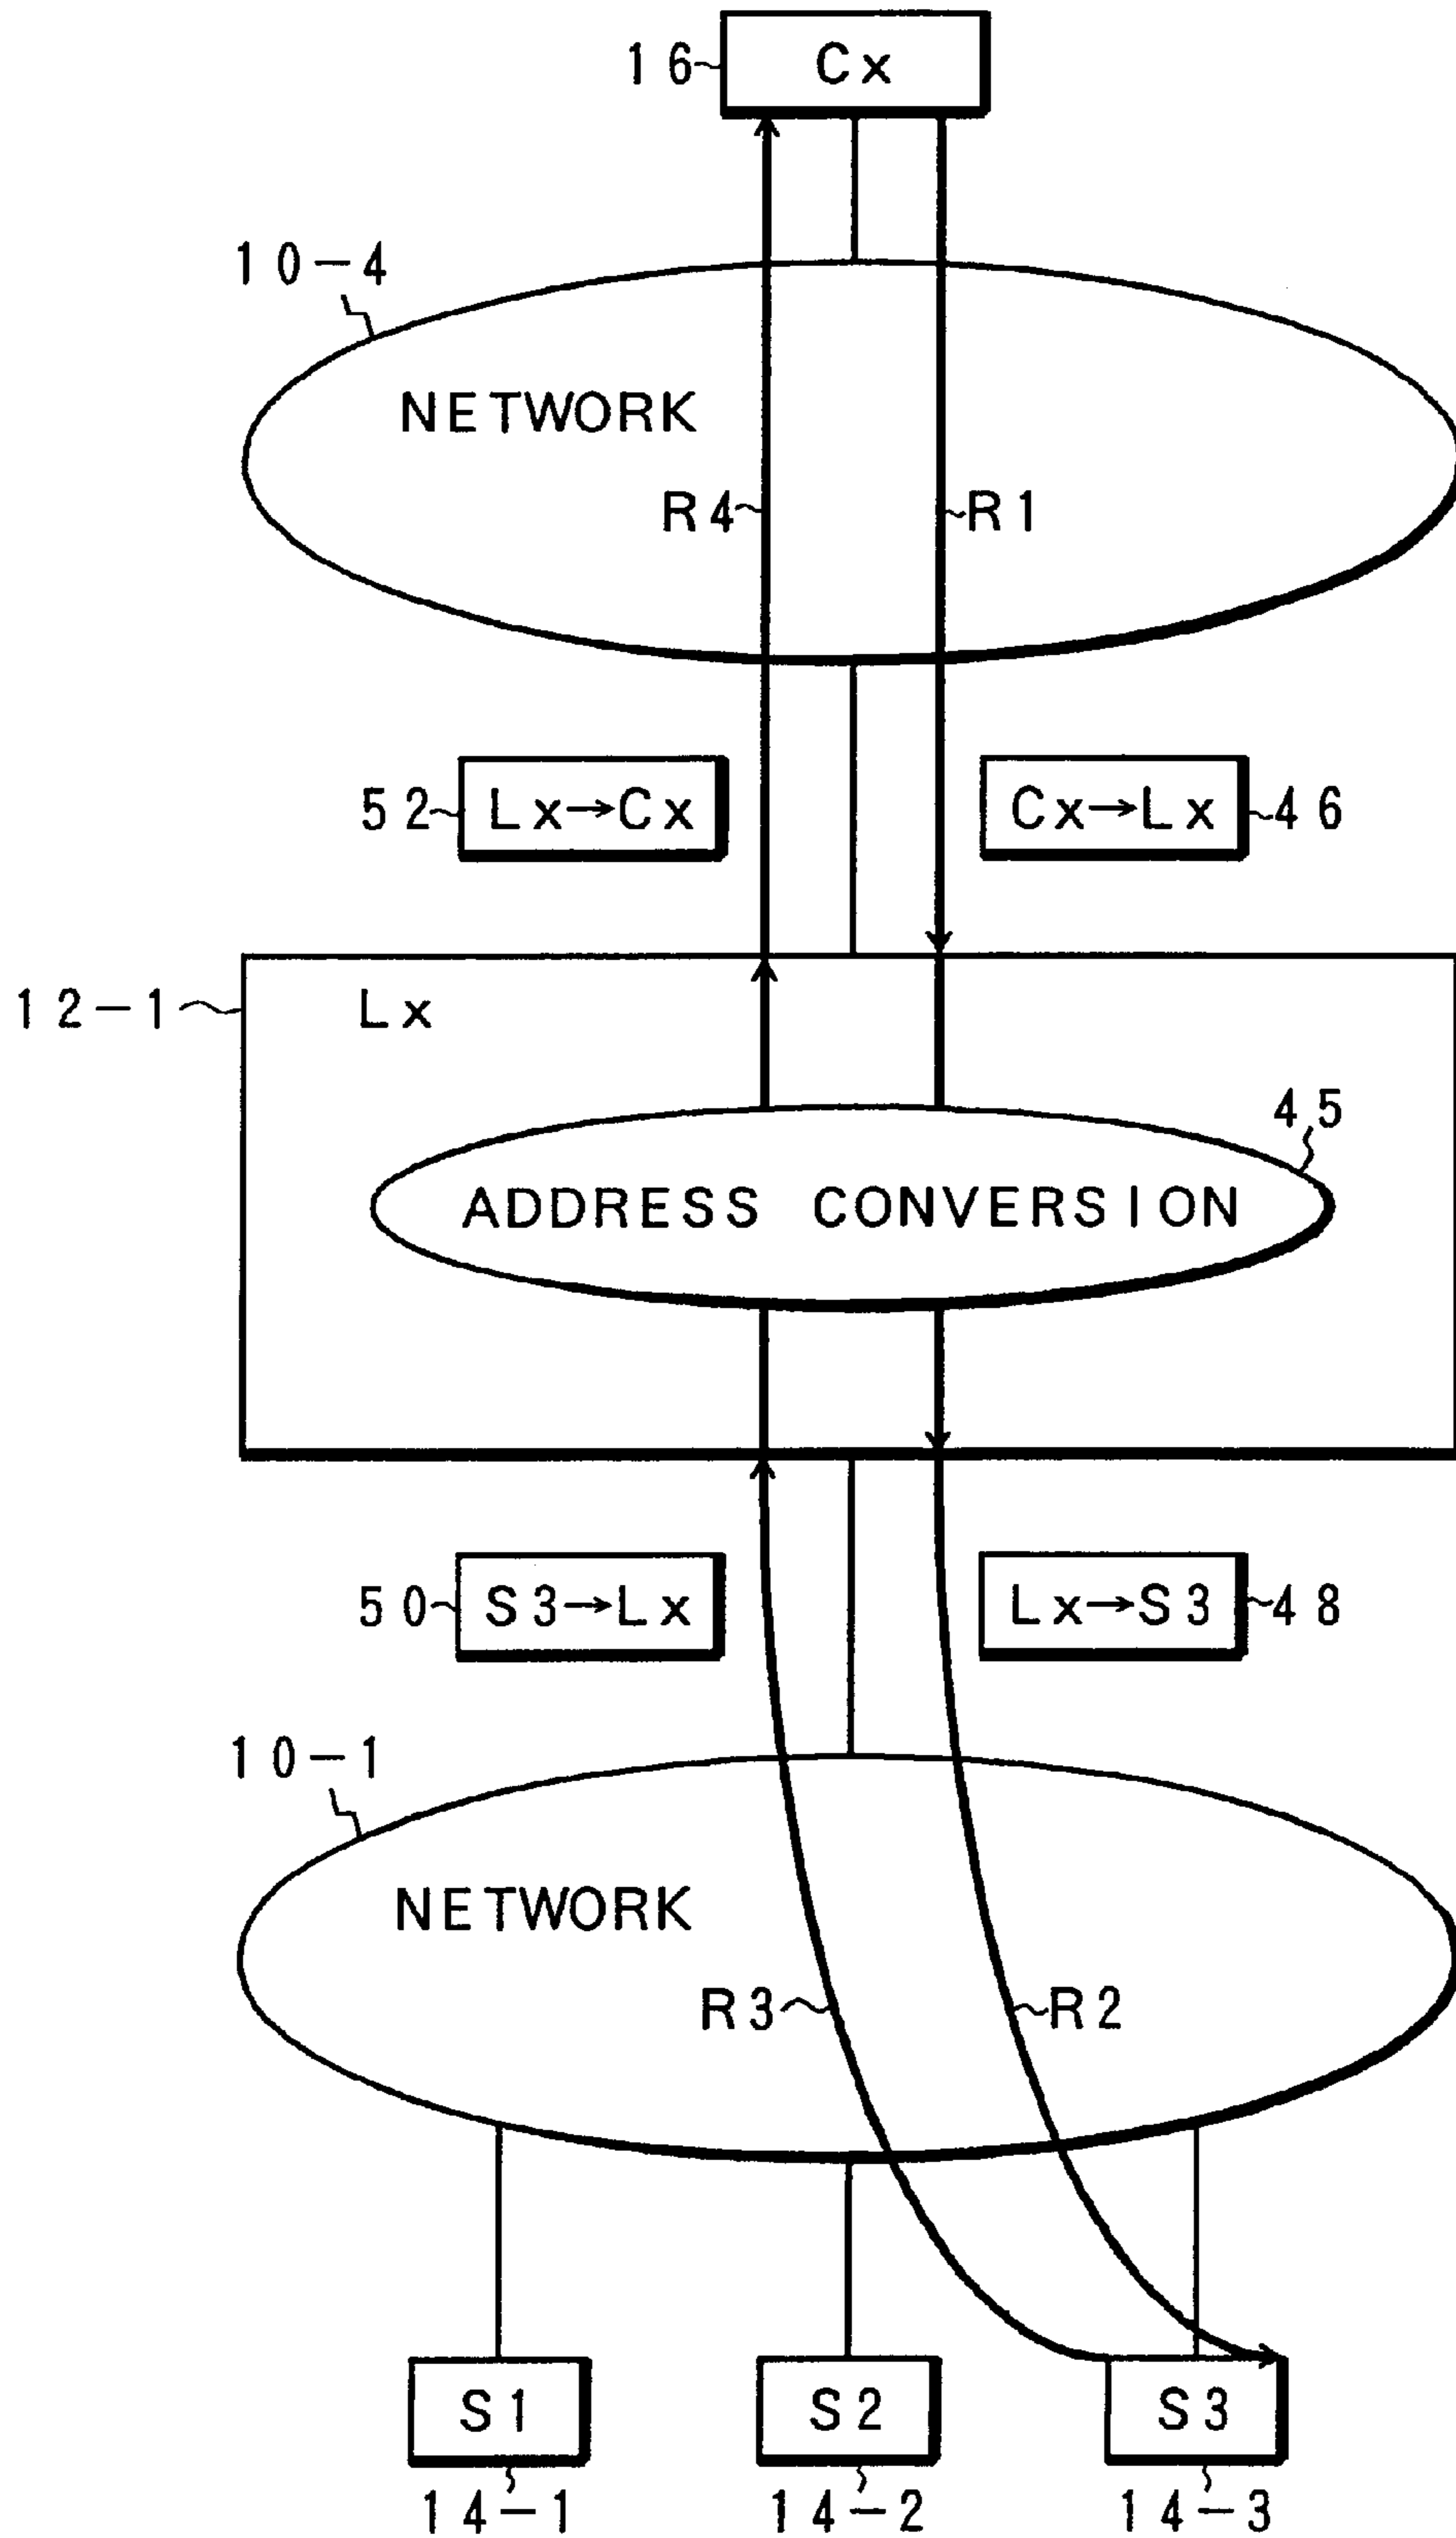 16 Cx
10-4
NETWORK
R4 R1
52 Lx→Cx Cx→Lx 46
12-1 Lx
45
ADDRESS CONVERSION
50 S3→Lx Lx→S3 48
10-1
NETWORK
R3 R2
S1 S2 S3
14-1 14-2 14-3